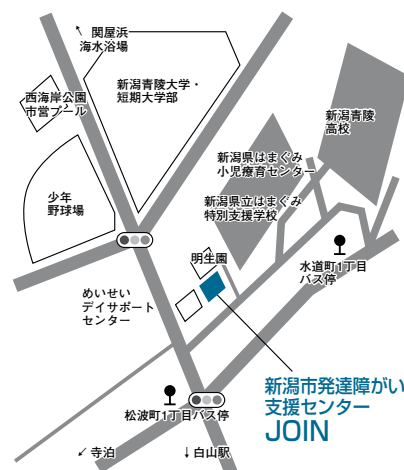 関屋浜
海水浴場
新潟青陵大学・
短期大学部
西海岸公園
市営プール
新潟青陵
高校
新潟県はまぐみ
小児療育センター
少年
野球場
新潟県立はまぐみ
特別支援学校
明生園
水道町1丁目
バス停
めいせい
デイサポート
センター
新潟市発達障がい
支援センター
JOIN
松波町1丁目バス停
↙寺泊
↓白山駅